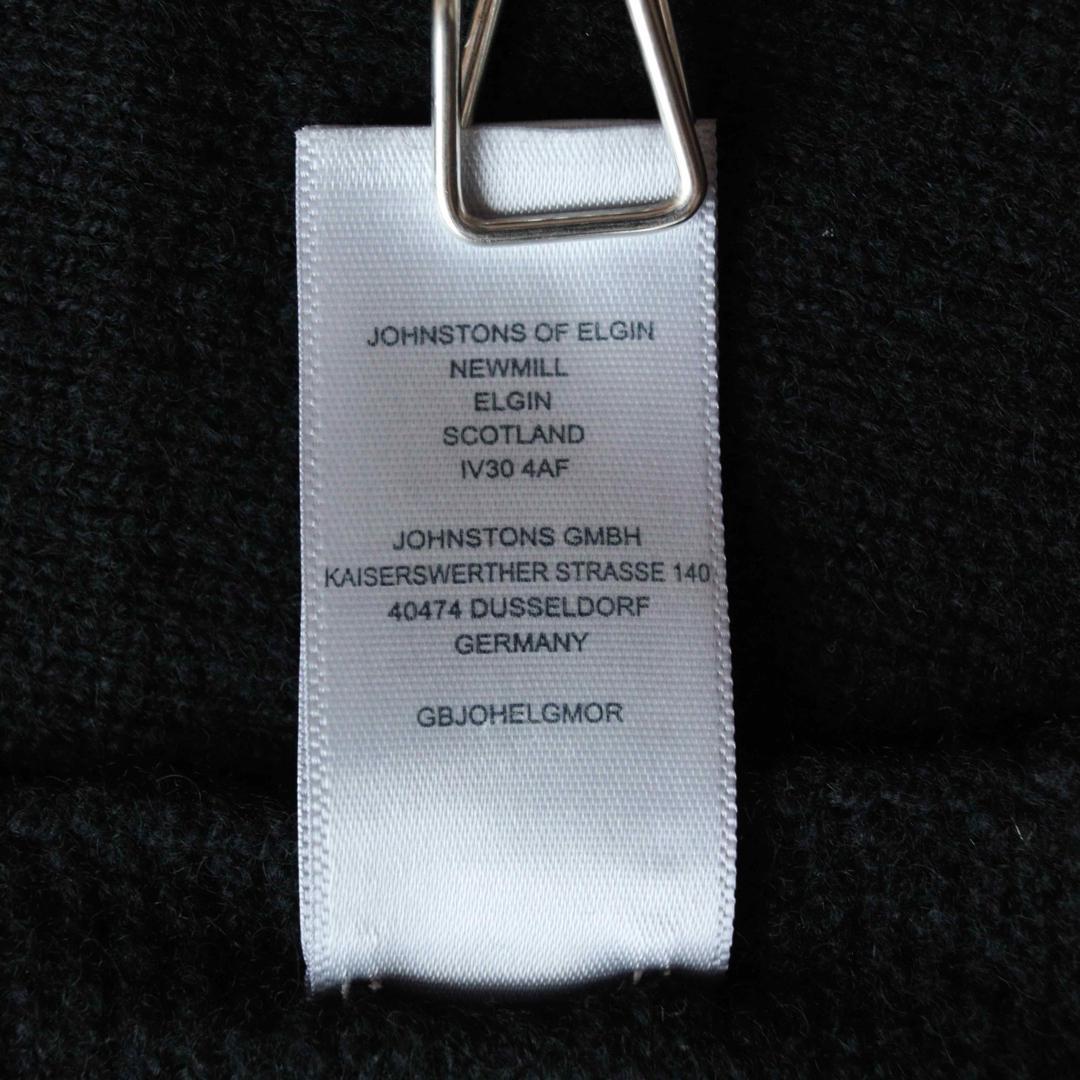 JOHNSTONS OF ELGIN
NEWMILL
ELGIN
SCOTLAND
IV30 4AF
JOHNSTONS GMBH
KAISERSWERTHER STRASSE 140
40474 DUSSELDORF
GERMANY
GBJOHELGMOR